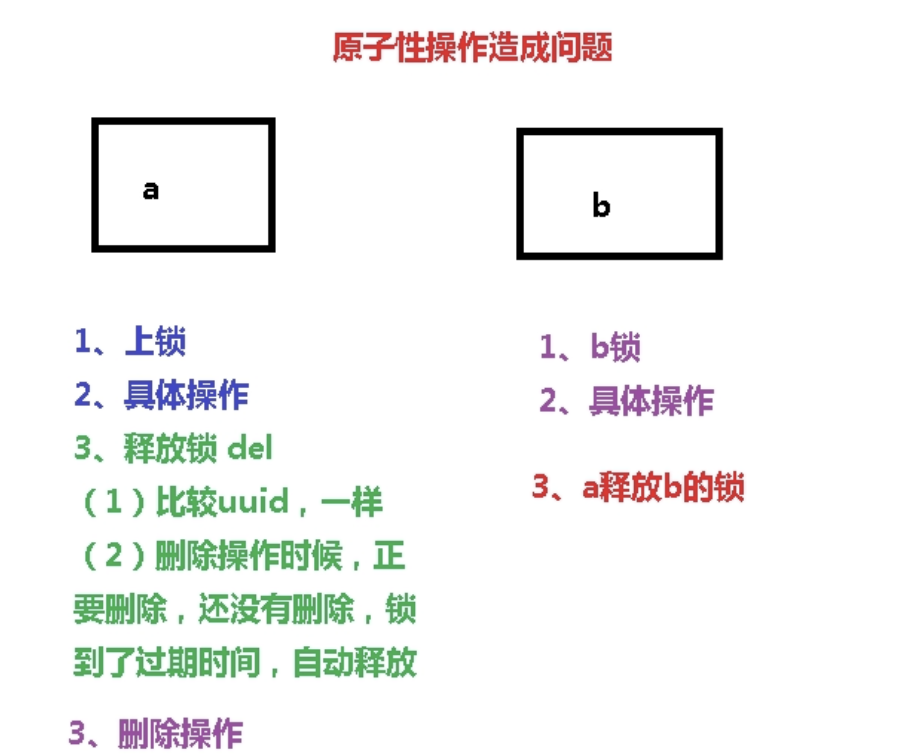 原子性操作造成问题
a
b
1、上锁
2、具体操作
3、释放锁 del
（1）比较uuid，一样
（2）删除操作时候，正
要删除，还没有删除，锁
到了过期时间，自动释放
3、删除操作
1、b锁
2、具体操作
3、a释放b的锁